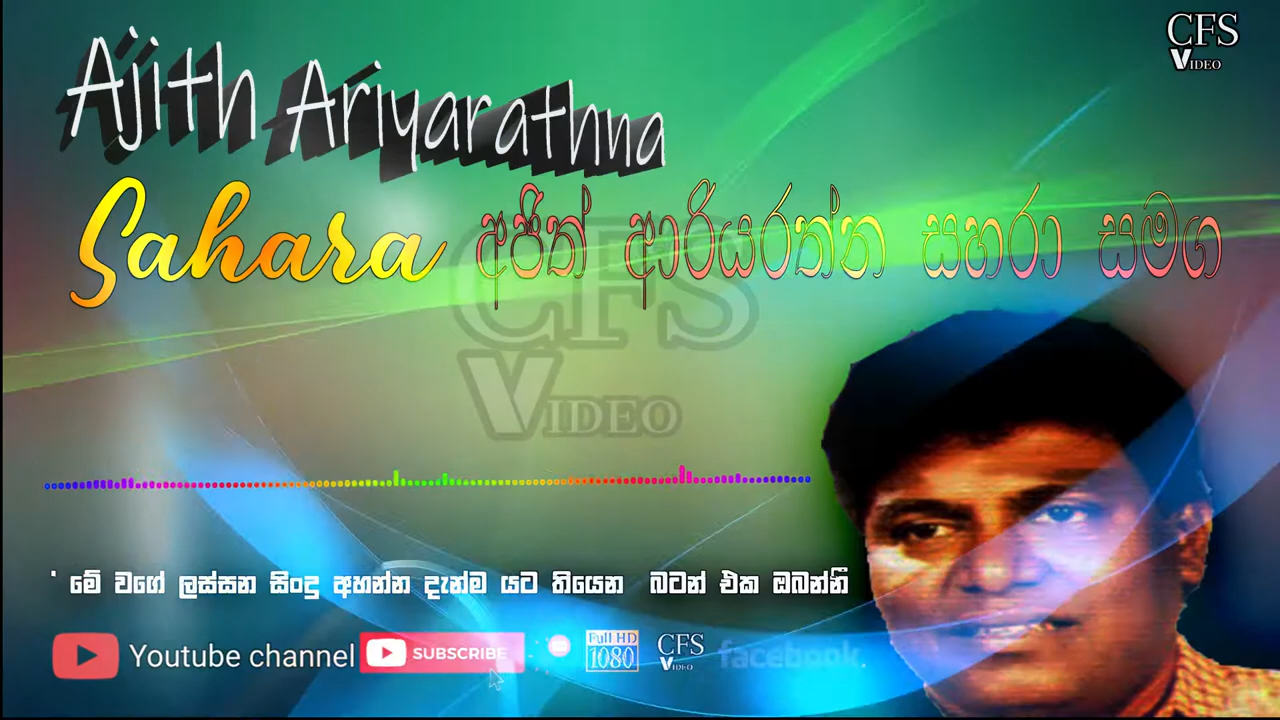 CFS
VIDEO
Ajith Ariyarathna
Sahara අජිත් ආරියරත්න සහරා සමග
CFS
VIDEO
' මේ වගේ ලස්සන සිංදු අහන්න දැන්ම යට තියෙන බටන් එක ඔබන්නී
Youtube channel SUBSCRIBE Full HD 1080 CFS VIDEO facebook.